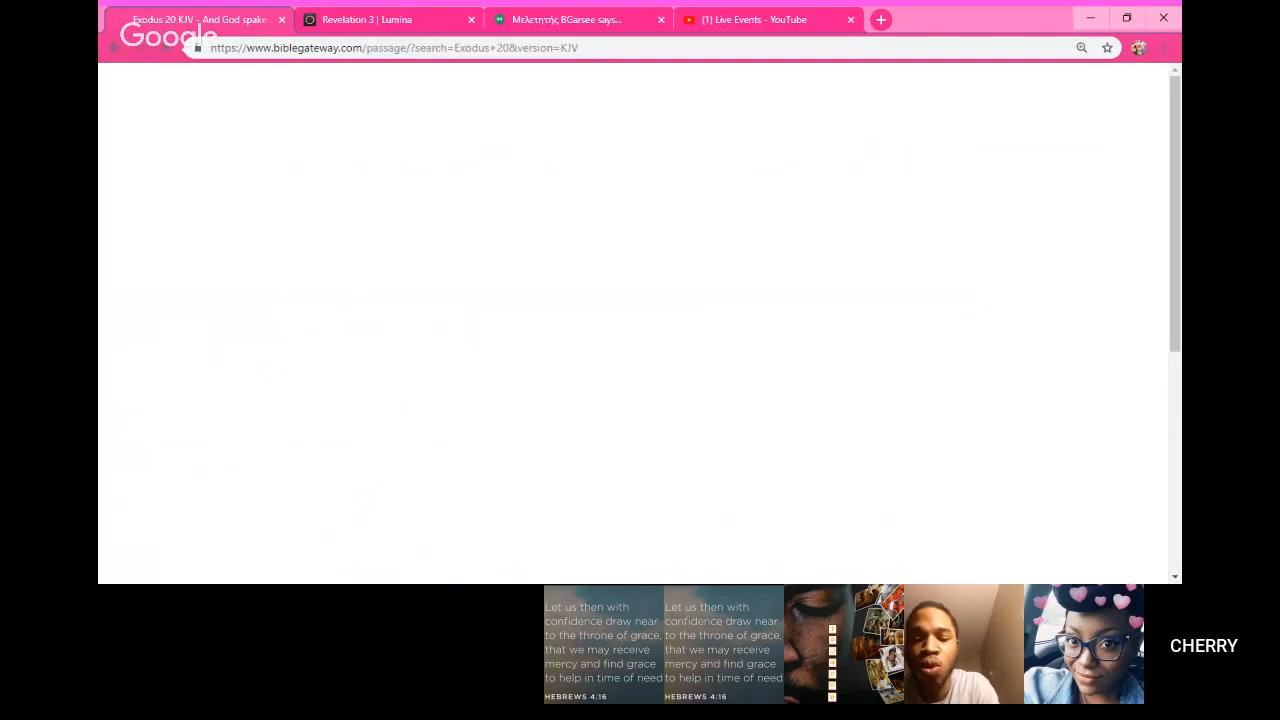 Exodus 20 KJV - And God spake
Revelation 3 | Lumina
Μελετητής BGarsee says...
(1) Live Events - YouTube
Google
https://www.biblegateway.com/passage/?search=Exodus+20&version=KJV
Let us then with
confidence draw near
to the throne of grace,
that we may receive
mercy and find grace
to help in time of need
HEBREWS 4:16
Let us then with
confidence draw near
to the throne of grace,
that we may receive
mercy and find grace
to help in time of need
HEBREWS 4:16
CHERRY